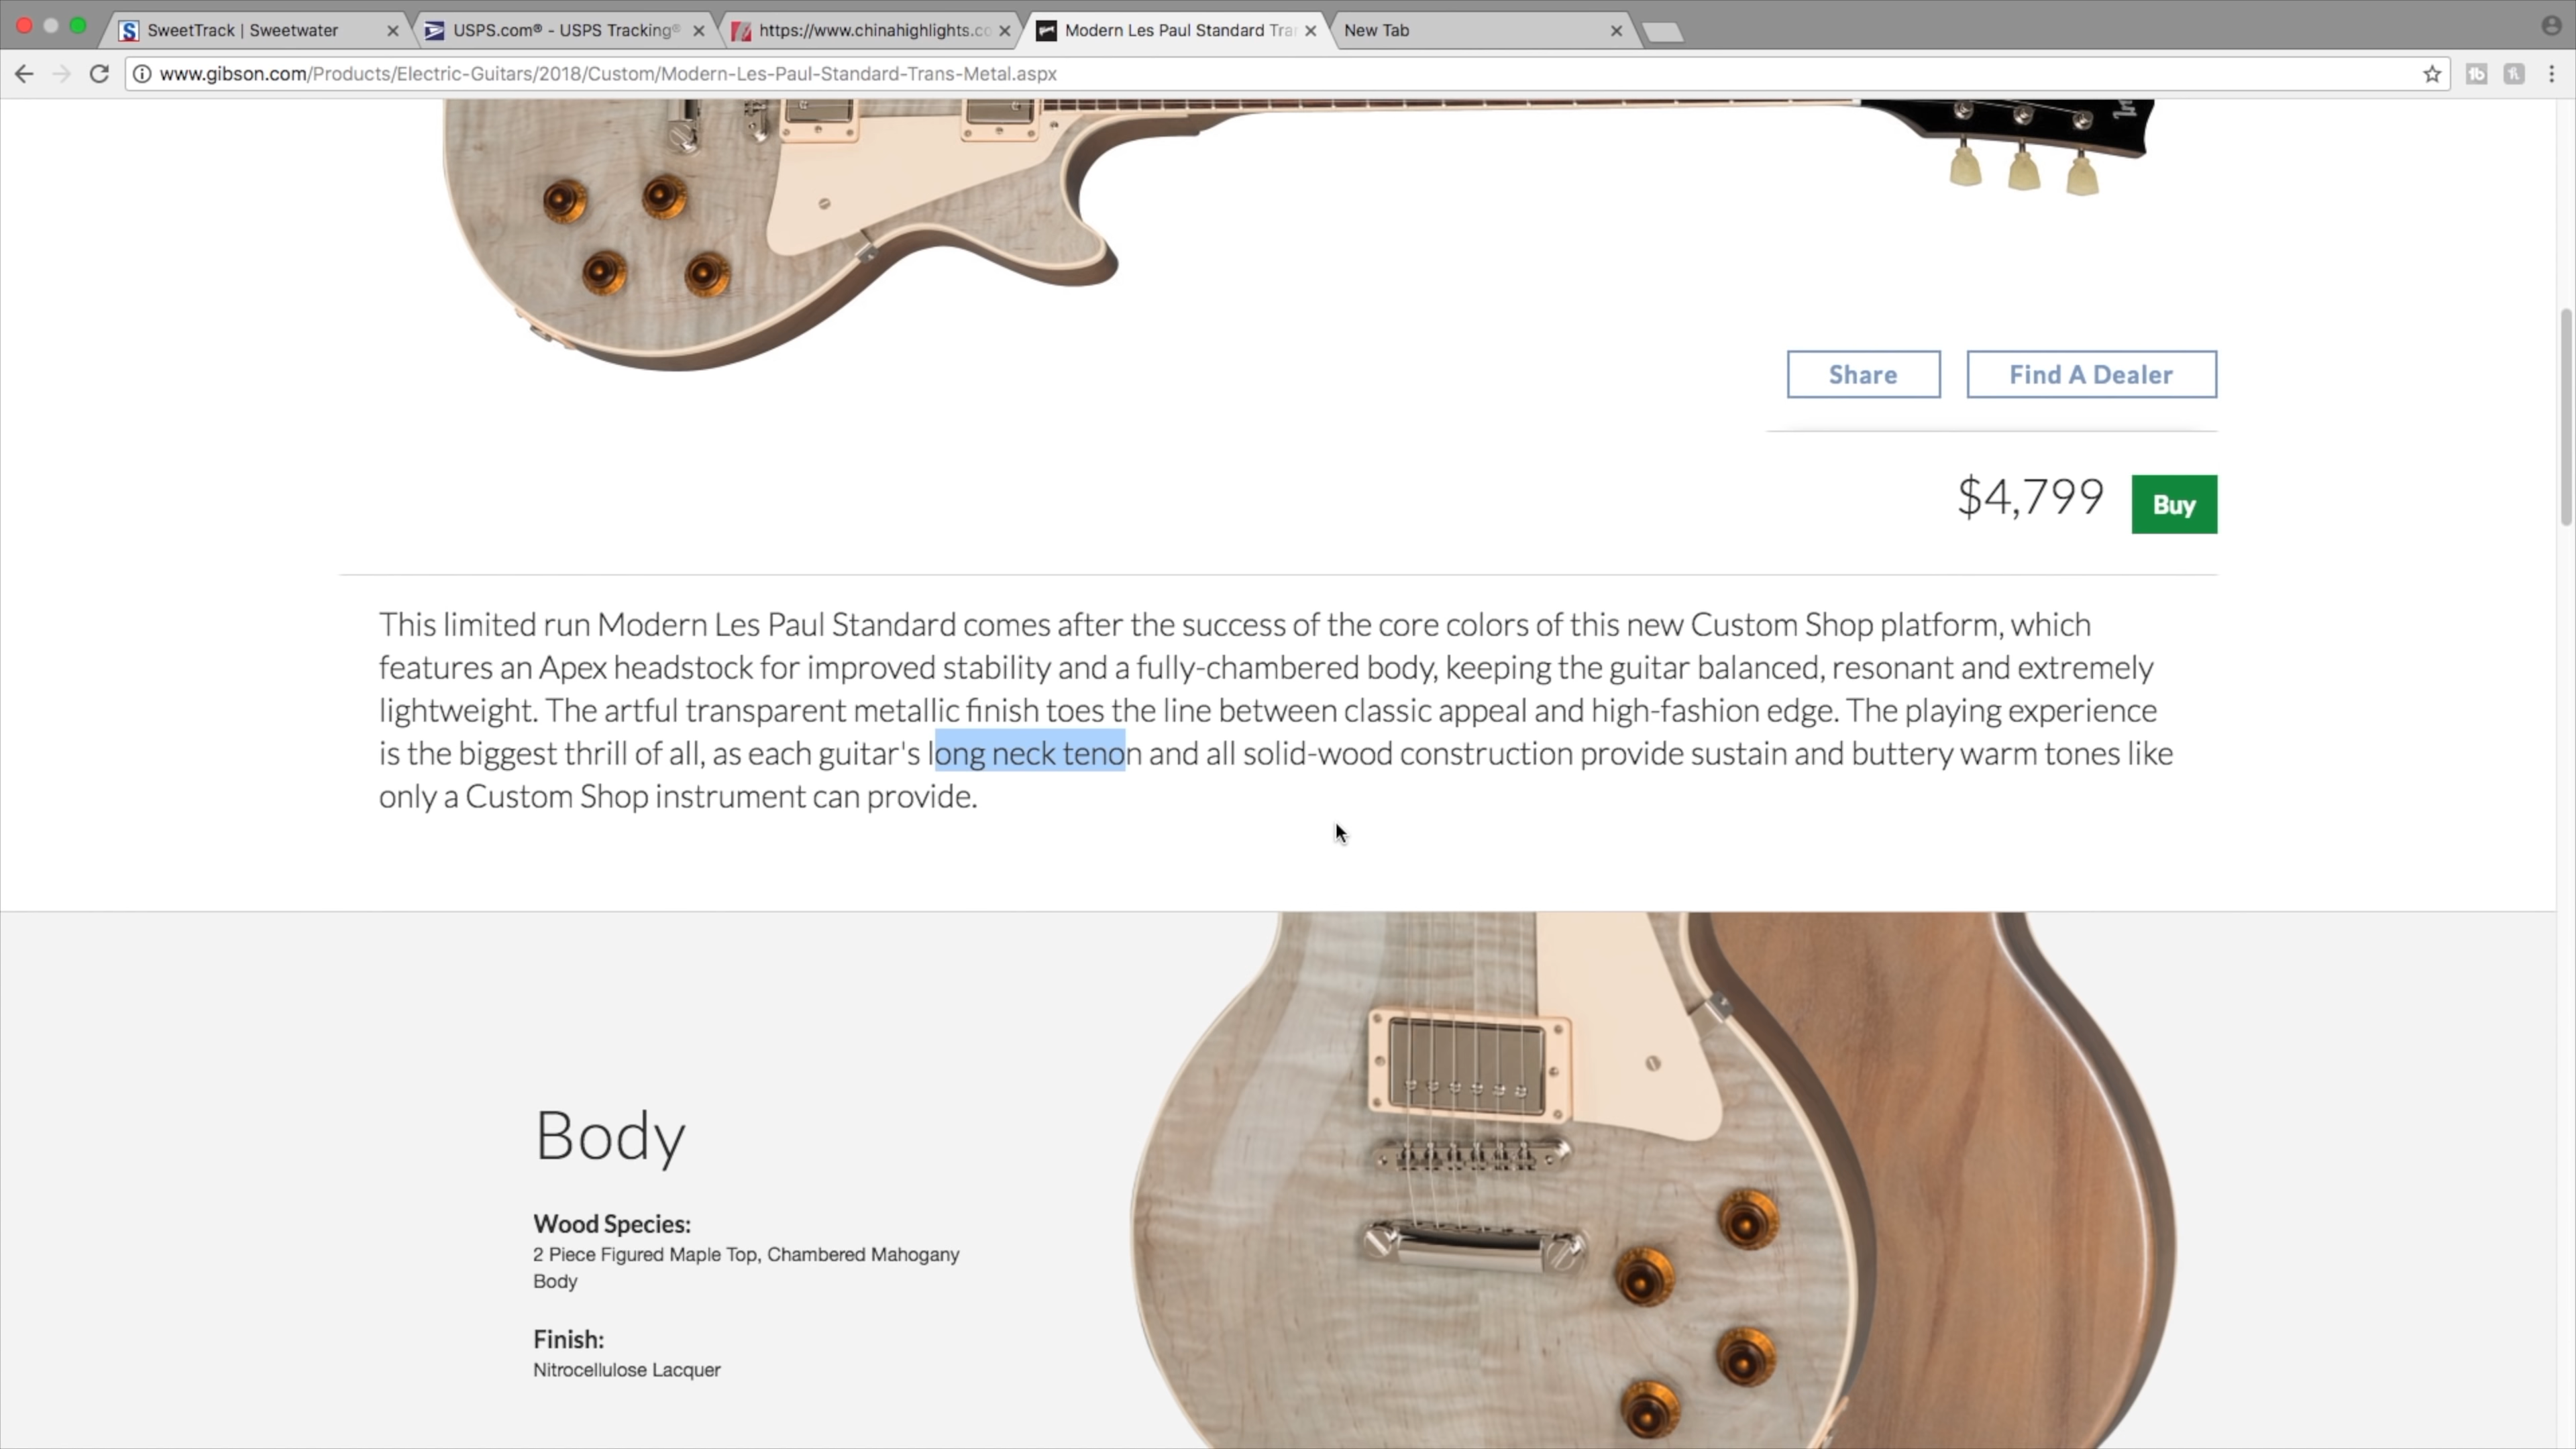 SweetTrack | Sweetwater
USPS.com® - USPS Tracking®
https://www.chinahighlights.co
Modern Les Paul Standard Tra
New Tab
www.gibson.com/Products/Electric-Guitars/2018/Custom/Modern-Les-Paul-Standard-Trans-Metal.aspx
Share
Find A Dealer
$4,799
Buy
This limited run Modern Les Paul Standard comes after the success of the core colors of this new Custom Shop platform, which
features an Apex headstock for improved stability and a fully-chambered body, keeping the guitar balanced, resonant and extremely
lightweight. The artful transparent metallic finish toes the line between classic appeal and high-fashion edge. The playing experience
is the biggest thrill of all, as each guitar's long neck tenon and all solid-wood construction provide sustain and buttery warm tones like
only a Custom Shop instrument can provide.
Body
Wood Species:
2 Piece Figured Maple Top, Chambered Mahogany
Body
Finish:
Nitrocellulose Lacquer